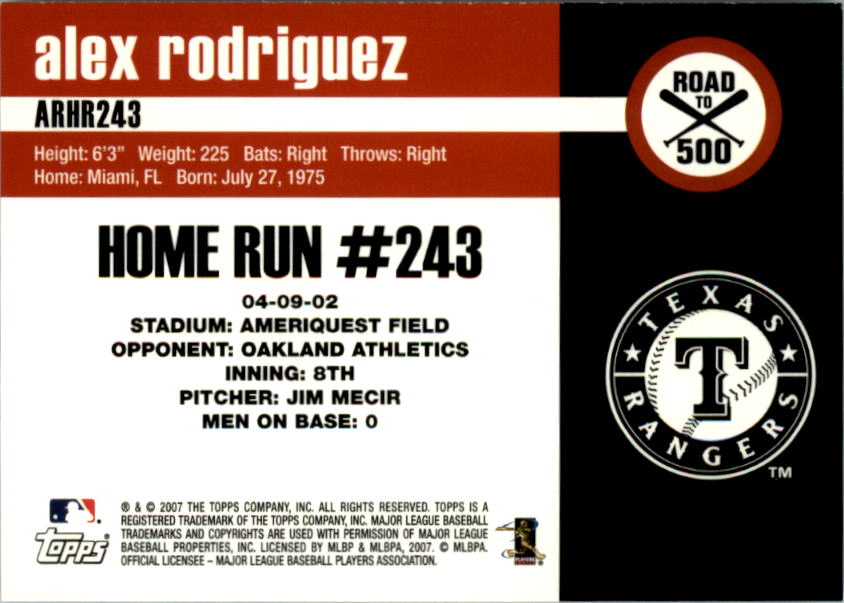 alex rodriguez
ARHR243
Height: 6'3" Weight: 225 Bats: Right Throws: Right
Home: Miami, FL Born: July 27, 1975
ROAD
TO
500
HOME RUN #243
04-09-02
STADIUM: AMERIQUEST FIELD
OPPONENT: OAKLAND ATHLETICS
INNING: 8TH
PITCHER: JIM MECIR
MEN ON BASE: 0
TEXAS
T
RANGERS
TM
Topps®
® & © 2007 THE TOPPS COMPANY, INC. ALL RIGHTS RESERVED. TOPPS IS A
REGISTERED TRADEMARK OF THE TOPPS COMPANY, INC. MAJOR LEAGUE BASEBALL
TRADEMARKS AND COPYRIGHTS ARE USED WITH PERMISSION OF MAJOR LEAGUE
BASEBALL PROPERTIES, INC. LICENSED BY MLBP & MLBPA, 2007. © MLBPA.
OFFICIAL LICENSEE – MAJOR LEAGUE BASEBALL PLAYERS ASSOCIATION.